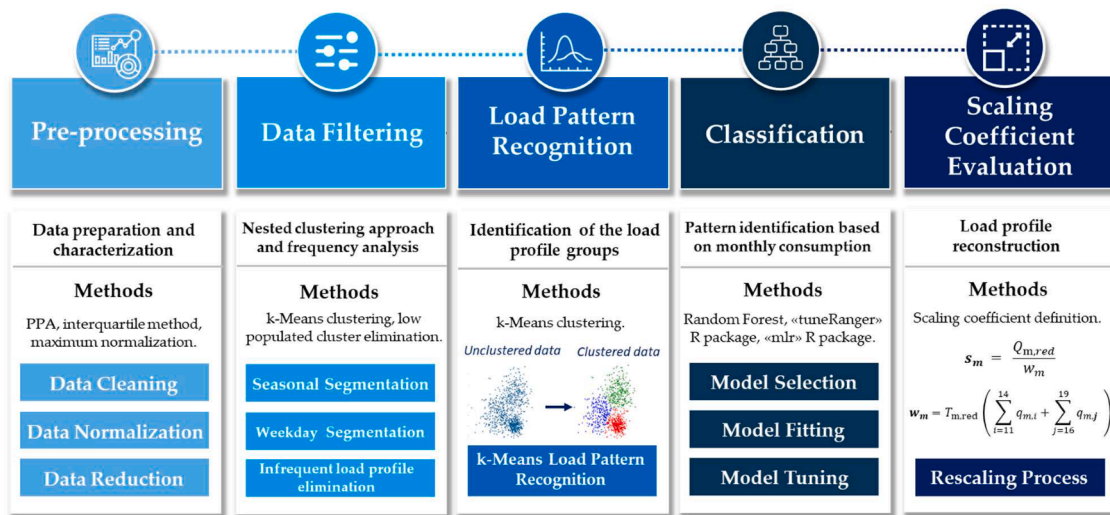 Pre-processing
Data Filtering
Load Pattern
Recognition
Classification
Scaling
Coefficient
Evaluation
Data preparation and
characterization
Methods
PPA, interquartile method,
maximum normalization.
Data Cleaning
Data Normalization
Data Reduction
Nested clustering approach
and frequency analysis
Methods
k-Means clustering, low
populated cluster elimination.
Seasonal Segmentation
Weekday Segmentation
Infrequent load profile
elimination
Identification of the load
profile groups
Methods
k-Means clustering.
Unclustered data Clustered data
k-Means Load Pattern
Recognition
Pattern identification based
on monthly consumption
Methods
Random Forest, «tuneRanger»
R package, «mlr» R package.
Model Selection
Model Fitting
Model Tuning
Load profile
reconstruction
Methods
Scaling coefficient definition.
s_m = Q_m,red / w_m
w_m = T_m,red ( ∑_{i=11}^{14} q_m,i + ∑_{j=16}^{19} q_m,j )
Rescaling Process